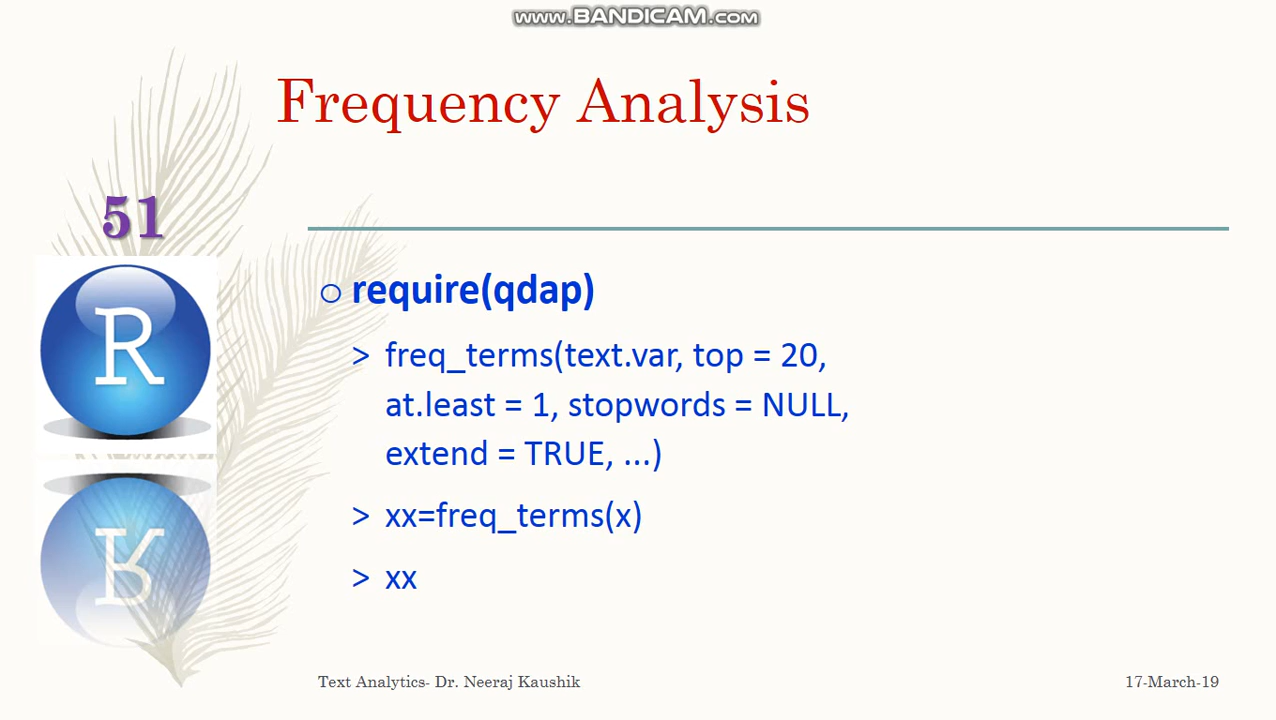 www.BANDICAM.com
Frequency Analysis
51
R
○ require(qdap)
> freq_terms(text.var, top = 20,
at.least = 1, stopwords = NULL,
extend = TRUE, ...)
> xx=freq_terms(x)
> xx
Text Analytics- Dr. Neeraj Kaushik
17-March-19